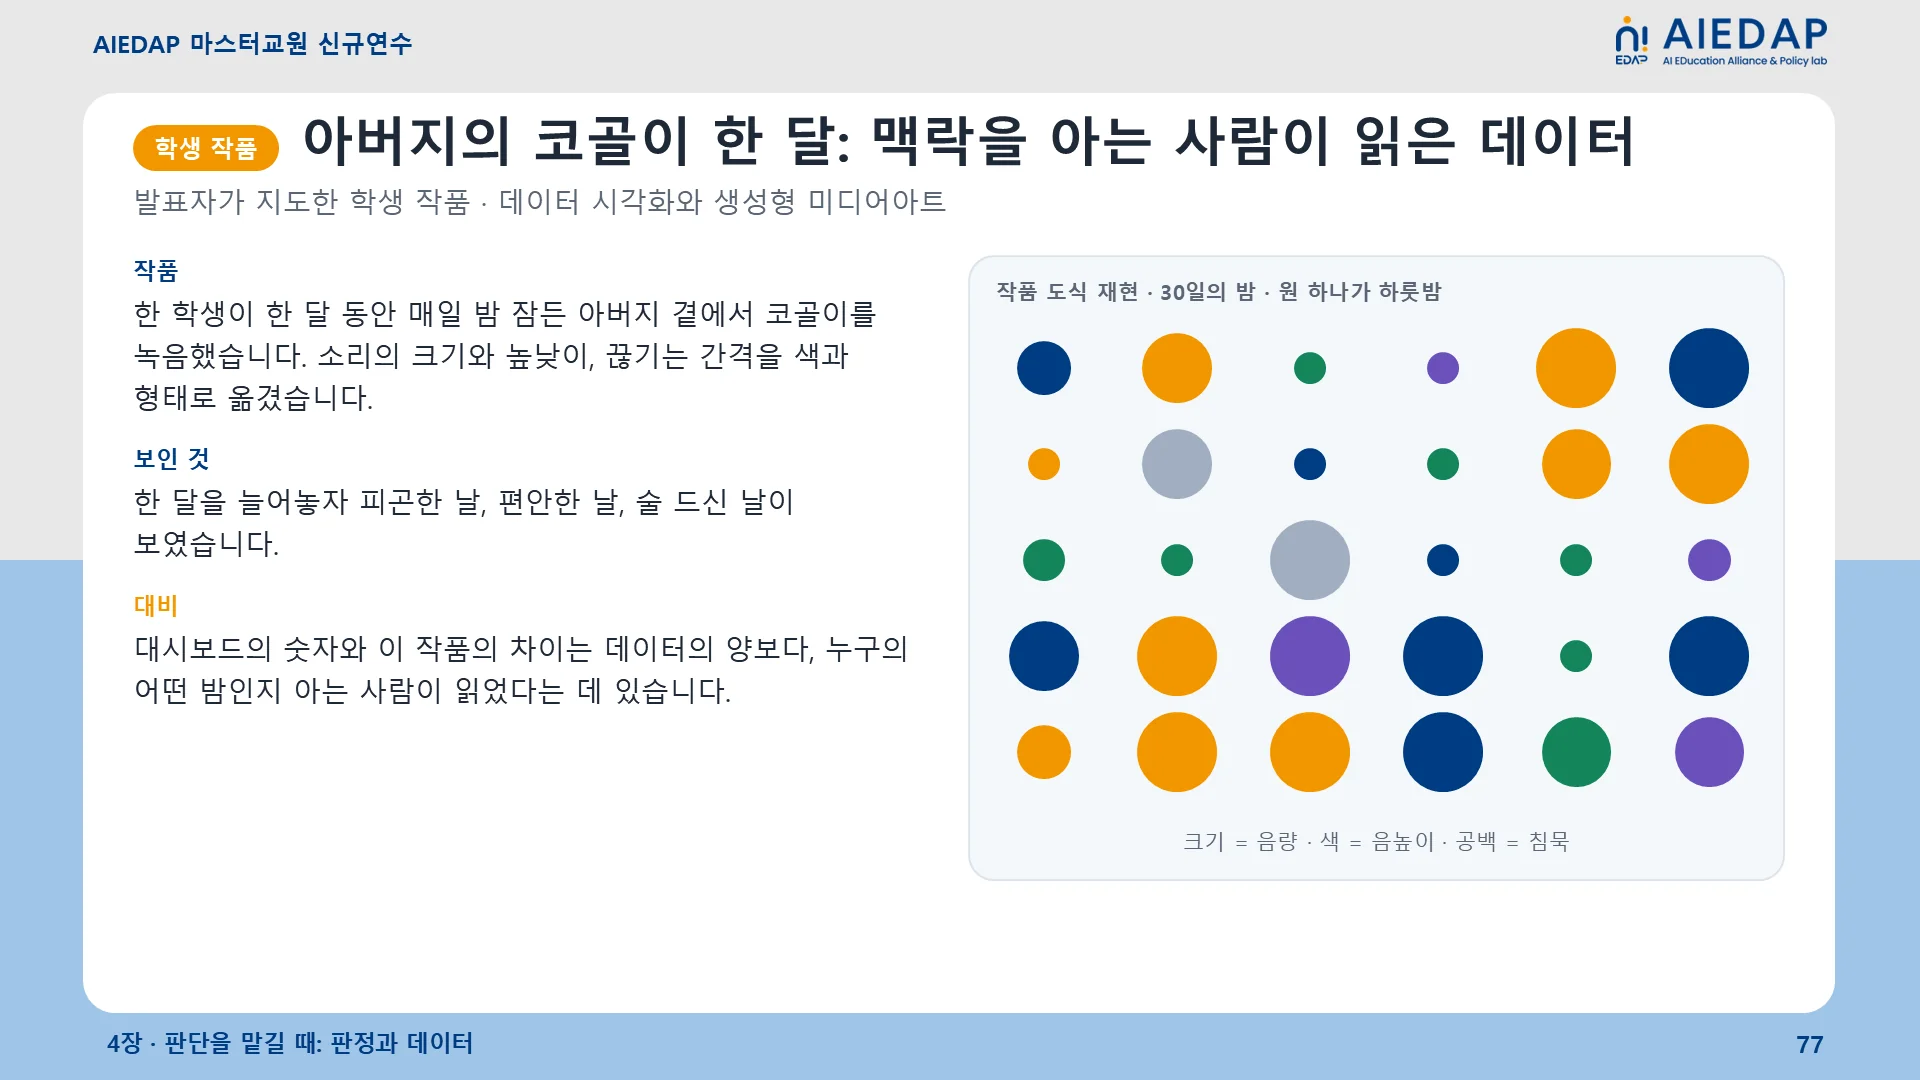 AIEDAP 마스터교원 신규연수
AIEDAP
EDAP
AI EDucation Alliance & Policy lab
학생 작품
아버지의 코골이 한 달: 맥락을 아는 사람이 읽은 데이터
발표자가 지도한 학생 작품 · 데이터 시각화와 생성형 미디어아트
작품
한 학생이 한 달 동안 매일 밤 잠든 아버지 곁에서 코골이를
녹음했습니다. 소리의 크기와 높낮이, 끊기는 간격을 색과
형태로 옮겼습니다.
보인 것
한 달을 늘어놓자 피곤한 날, 편안한 날, 술 드신 날이
보였습니다.
대비
대시보드의 숫자와 이 작품의 차이는 데이터의 양보다, 누구의
어떤 밤인지 아는 사람이 읽었다는 데 있습니다.
작품 도식 재현 · 30일의 밤 · 원 하나가 하룻밤
크기 = 음량 · 색 = 음높이 · 공백 = 침묵
4장 · 판단을 맡길 때: 판정과 데이터
77